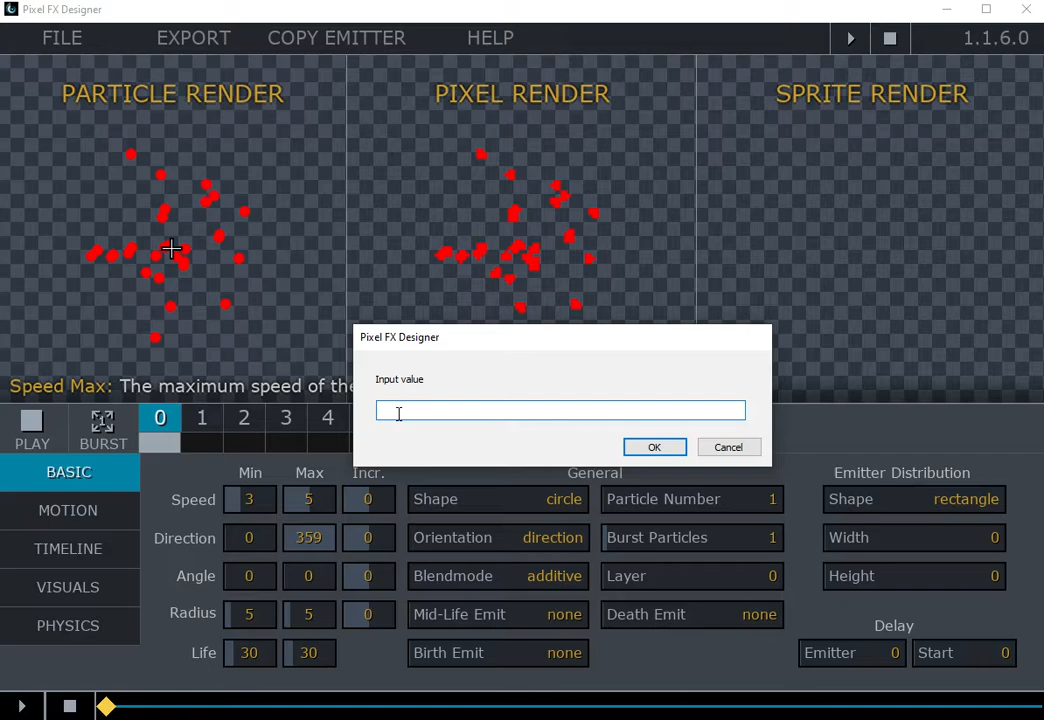 Pixel FX Designer
FILE EXPORT COPY EMITTER HELP 1.1.6.0
PARTICLE RENDER PIXEL RENDER SPRITE RENDER
Pixel FX Designer
Input value
OK Cancel
Speed Max: The maximum speed of the
PLAY BURST 0 1 2 3 4
BASIC
MOTION
TIMELINE
VISUALS
PHYSICS
Min Max Incr. General Emitter Distribution
Speed 3 5 0 Shape circle Particle Number 1 Shape rectangle
Direction 0 359 0 Orientation direction Burst Particles 1 Width 0
Angle 0 0 0 Blendmode additive Layer 0 Height 0
Radius 5 5 0 Mid-Life Emit none Death Emit none
Delay
Life 30 30 Birth Emit none Emitter 0 Start 0